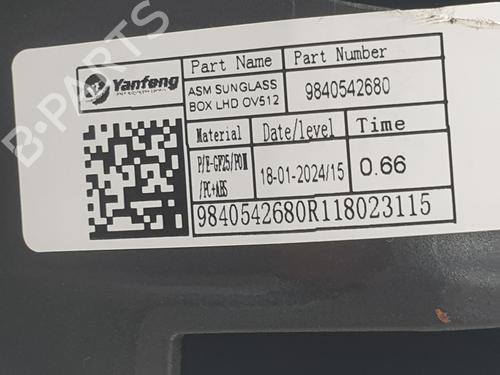 B-PARTS
Yanfeng
Part Name
Part Number
ASM SUNGLASS
BOX LHD OV512
9840542680
Material
Date/level
Time
P/E-GF25/POM
/PC+ABS
18-01-2024/15
0.66
9840542680R118023115